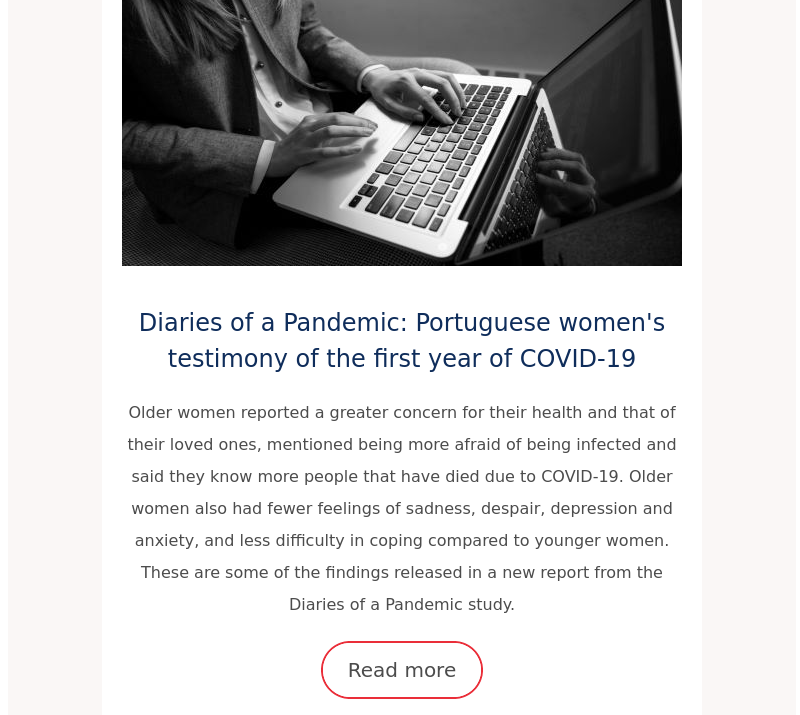 Diaries of a Pandemic: Portuguese women's
testimony of the first year of COVID-19
Older women reported a greater concern for their health and that of
their loved ones, mentioned being more afraid of being infected and
said they know more people that have died due to COVID-19. Older
women also had fewer feelings of sadness, despair, depression and
anxiety, and less difficulty in coping compared to younger women.
These are some of the findings released in a new report from the
Diaries of a Pandemic study.
Read more